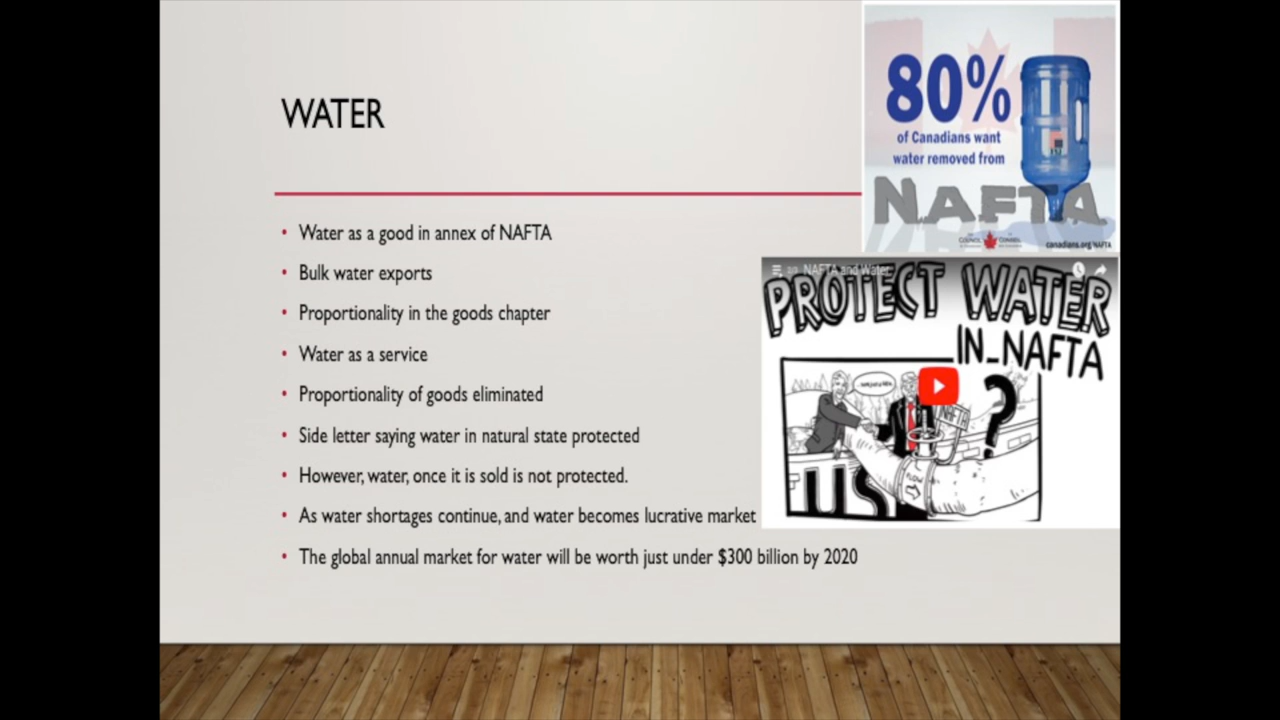 WATER
• Water as a good in annex of NAFTA
• Bulk water exports
• Proportionality in the goods chapter
• Water as a service
• Proportionality of goods eliminated
• Side letter saying water in natural state protected
• However, water, once it is sold is not protected.
• As water shortages continue, and water becomes lucrative market
• The global annual market for water will be worth just under $300 billion by 2020
80%
of Canadians want
water removed from
NAFTA
canadians.org/NAFTA
NAFTA and Water
PROTECT WATER
IN NAFTA
?
NAFTA
FLOW
US